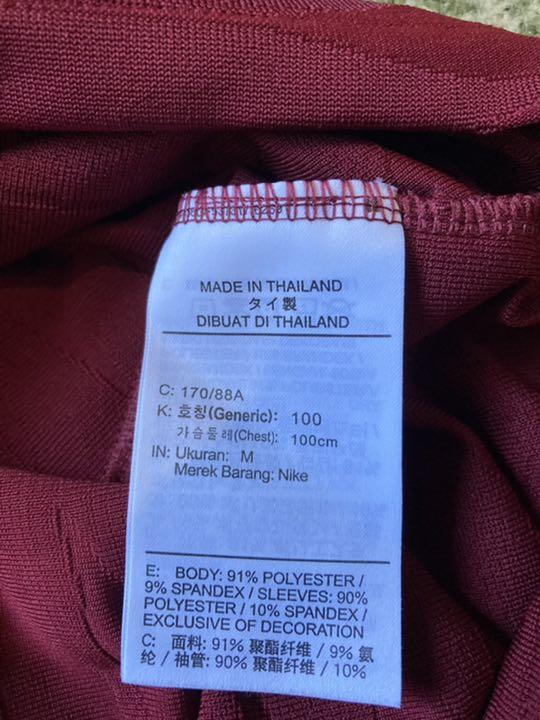 MADE IN THAILAND
タイ製
DIBUAT DI THAILAND
C: 170/88A
K: 호칭(Generic): 100
가슴둘레(Chest): 100cm
IN: Ukuran: M
Merek Barang: Nike
E: BODY: 91% POLYESTER /
9% SPANDEX / SLEEVES: 90%
POLYESTER / 10% SPANDEX /
EXCLUSIVE OF DECORATION
C: 面料: 91% 聚酯纤维 / 9% 氨
纶 / 袖管: 90% 聚酯纤维 / 10%